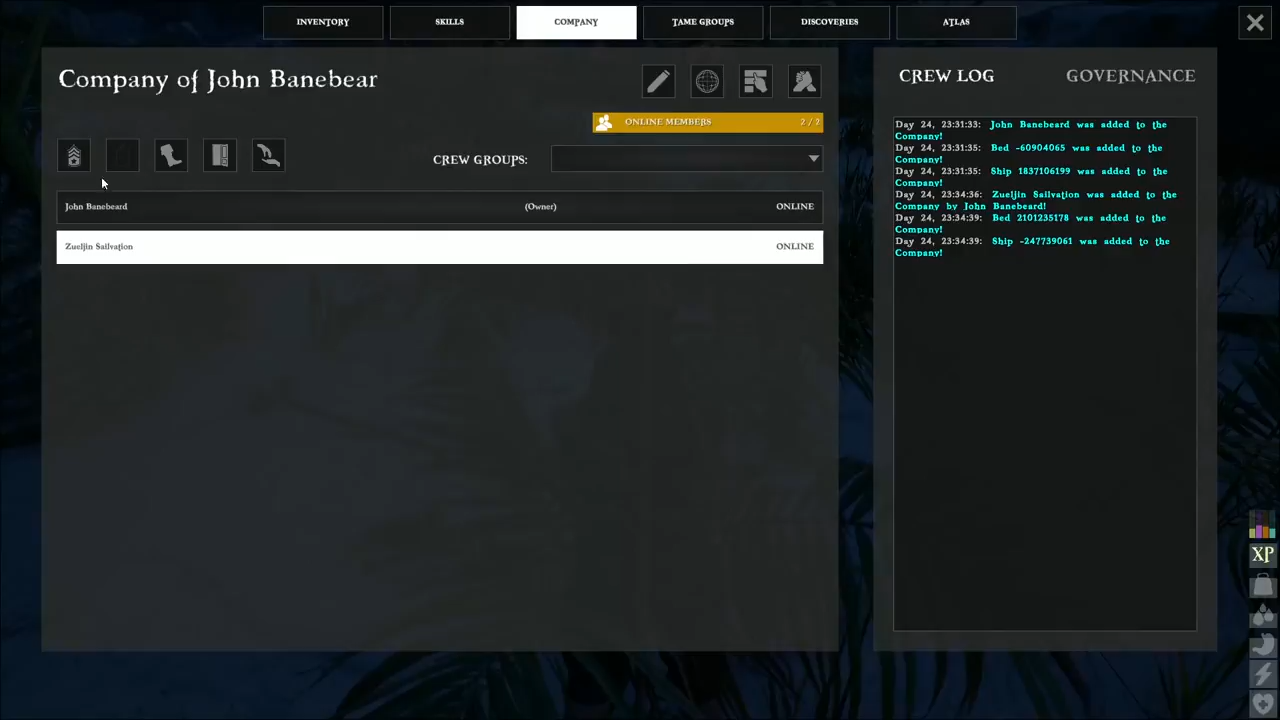 INVENTORY
SKILLS
COMPANY
TAME GROUPS
DISCOVERIES
ATLAS
Company of John Banebear
ONLINE MEMBERS 2 / 2
CREW GROUPS:
John Banebeard (Owner) ONLINE
Zueljin Sailvation ONLINE
CREW LOG GOVERNANCE
Day 24, 23:31:33: John Banebeard was added to the
Company!
Day 24, 23:31:35: Bed -60904065 was added to the
Company!
Day 24, 23:31:35: Ship 1837106199 was added to the
Company!
Day 24, 23:34:36: Zueljin Sailvation was added to the
Company by John Banebeard!
Day 24, 23:34:39: Bed 2101235178 was added to the
Company!
Day 24, 23:34:39: Ship -247739061 was added to the
Company!
XP